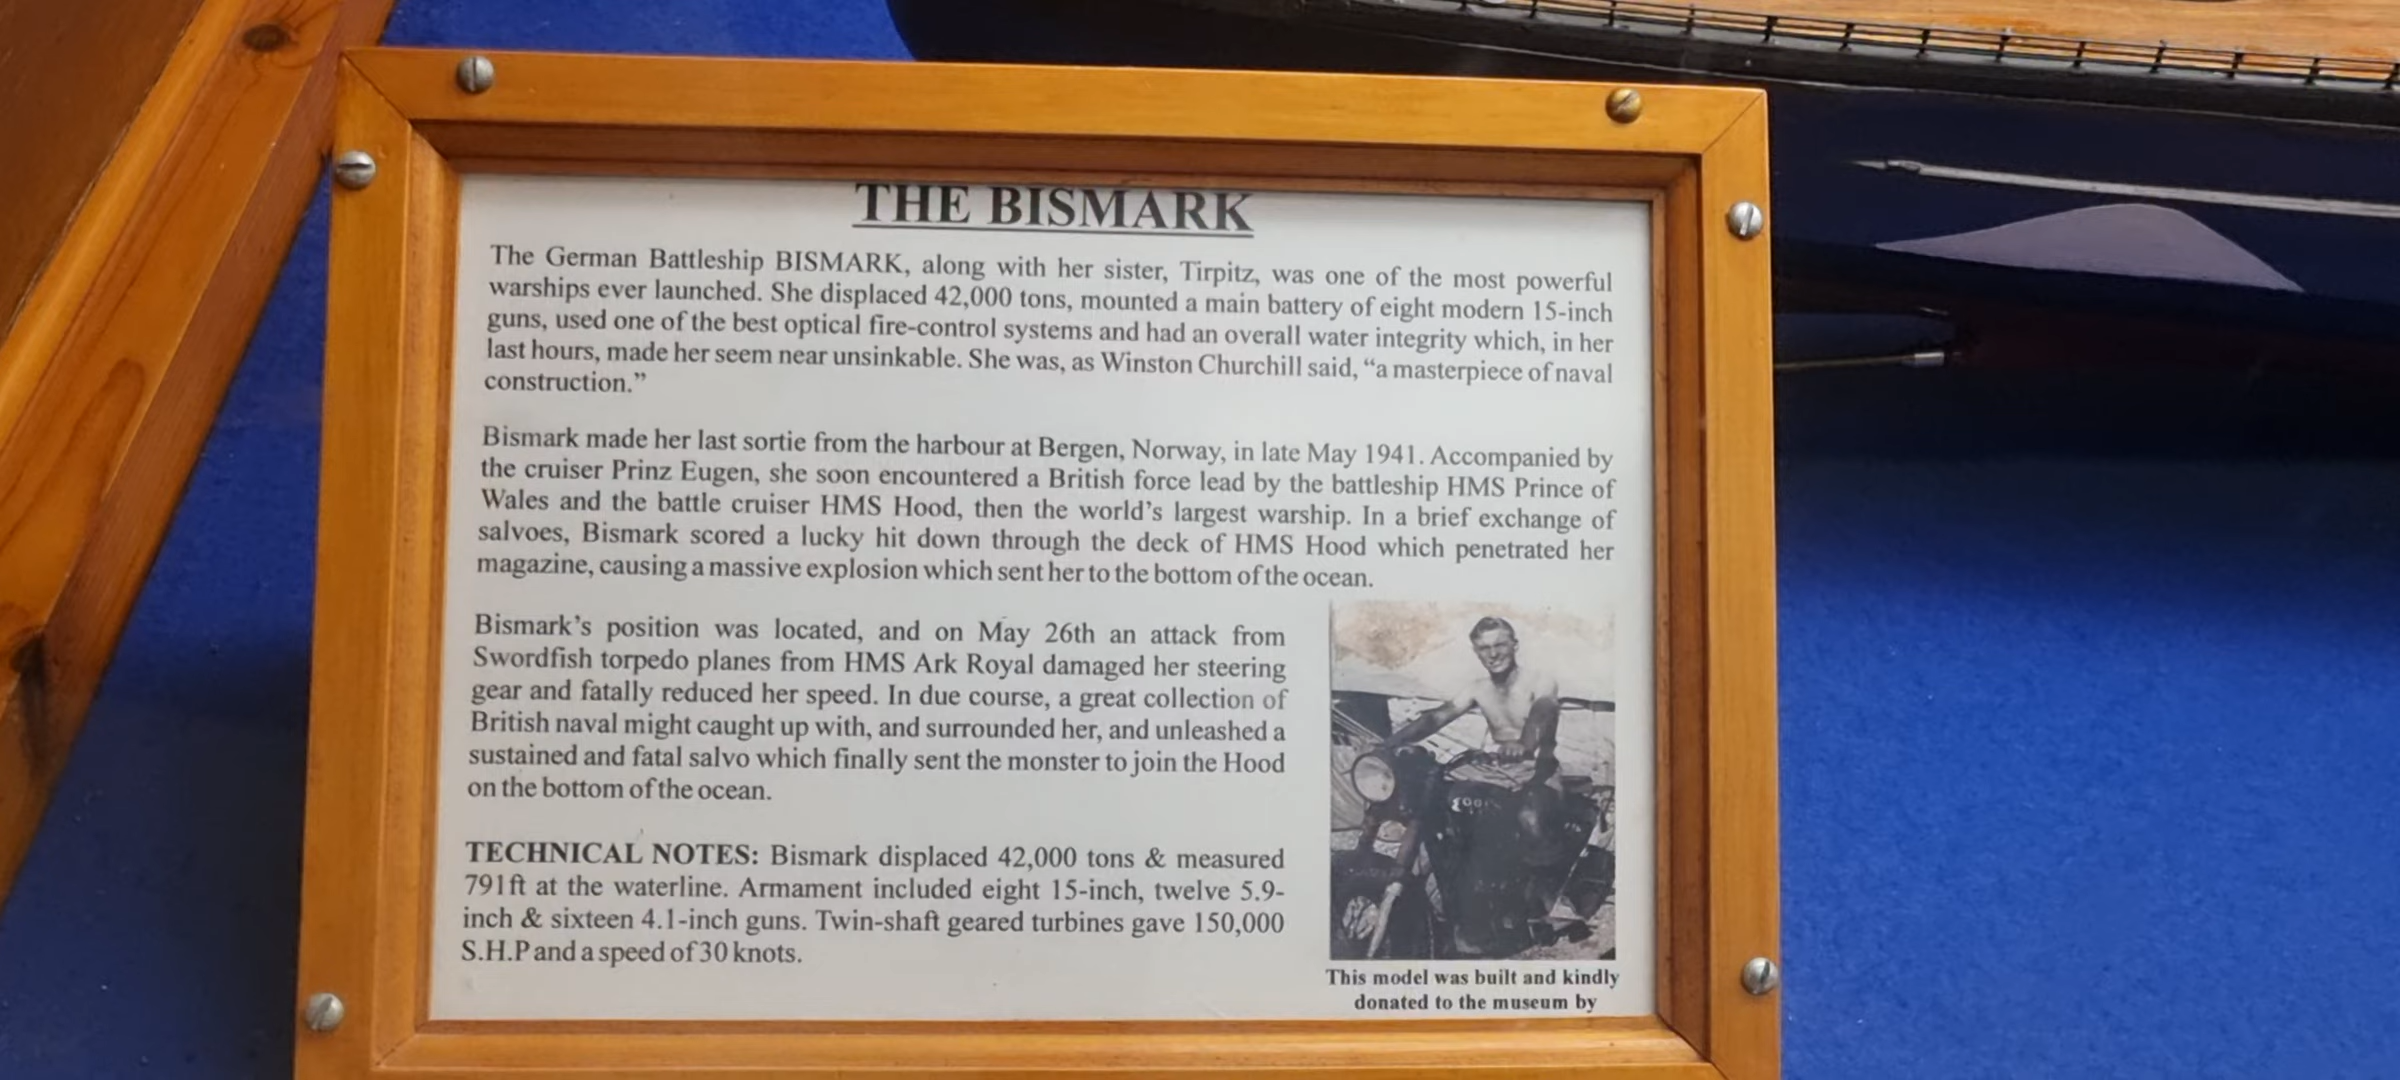 THE BISMARK
The German Battleship BISMARK, along with her sister, Tirpitz, was one of the most powerful
warships ever launched. She displaced 42,000 tons, mounted a main battery of eight modern 15-inch
guns, used one of the best optical fire-control systems and had an overall water integrity which, in her
last hours, made her seem near unsinkable. She was, as Winston Churchill said, “a masterpiece of naval
construction.”
Bismark made her last sortie from the harbour at Bergen, Norway, in late May 1941. Accompanied by
the cruiser Prinz Eugen, she soon encountered a British force lead by the battleship HMS Prince of
Wales and the battle cruiser HMS Hood, then the world’s largest warship. In a brief exchange of
salvoes, Bismark scored a lucky hit down through the deck of HMS Hood which penetrated her
magazine, causing a massive explosion which sent her to the bottom of the ocean.
Bismark’s position was located, and on May 26th an attack from
Swordfish torpedo planes from HMS Ark Royal damaged her steering
gear and fatally reduced her speed. In due course, a great collection of
British naval might caught up with, and surrounded her, and unleashed a
sustained and fatal salvo which finally sent the monster to join the Hood
on the bottom of the ocean.
TECHNICAL NOTES: Bismark displaced 42,000 tons & measured
791ft at the waterline. Armament included eight 15-inch, twelve 5.9-
inch & sixteen 4.1-inch guns. Twin-shaft geared turbines gave 150,000
S.H.P and a speed of 30 knots.
This model was built and kindly
donated to the museum by